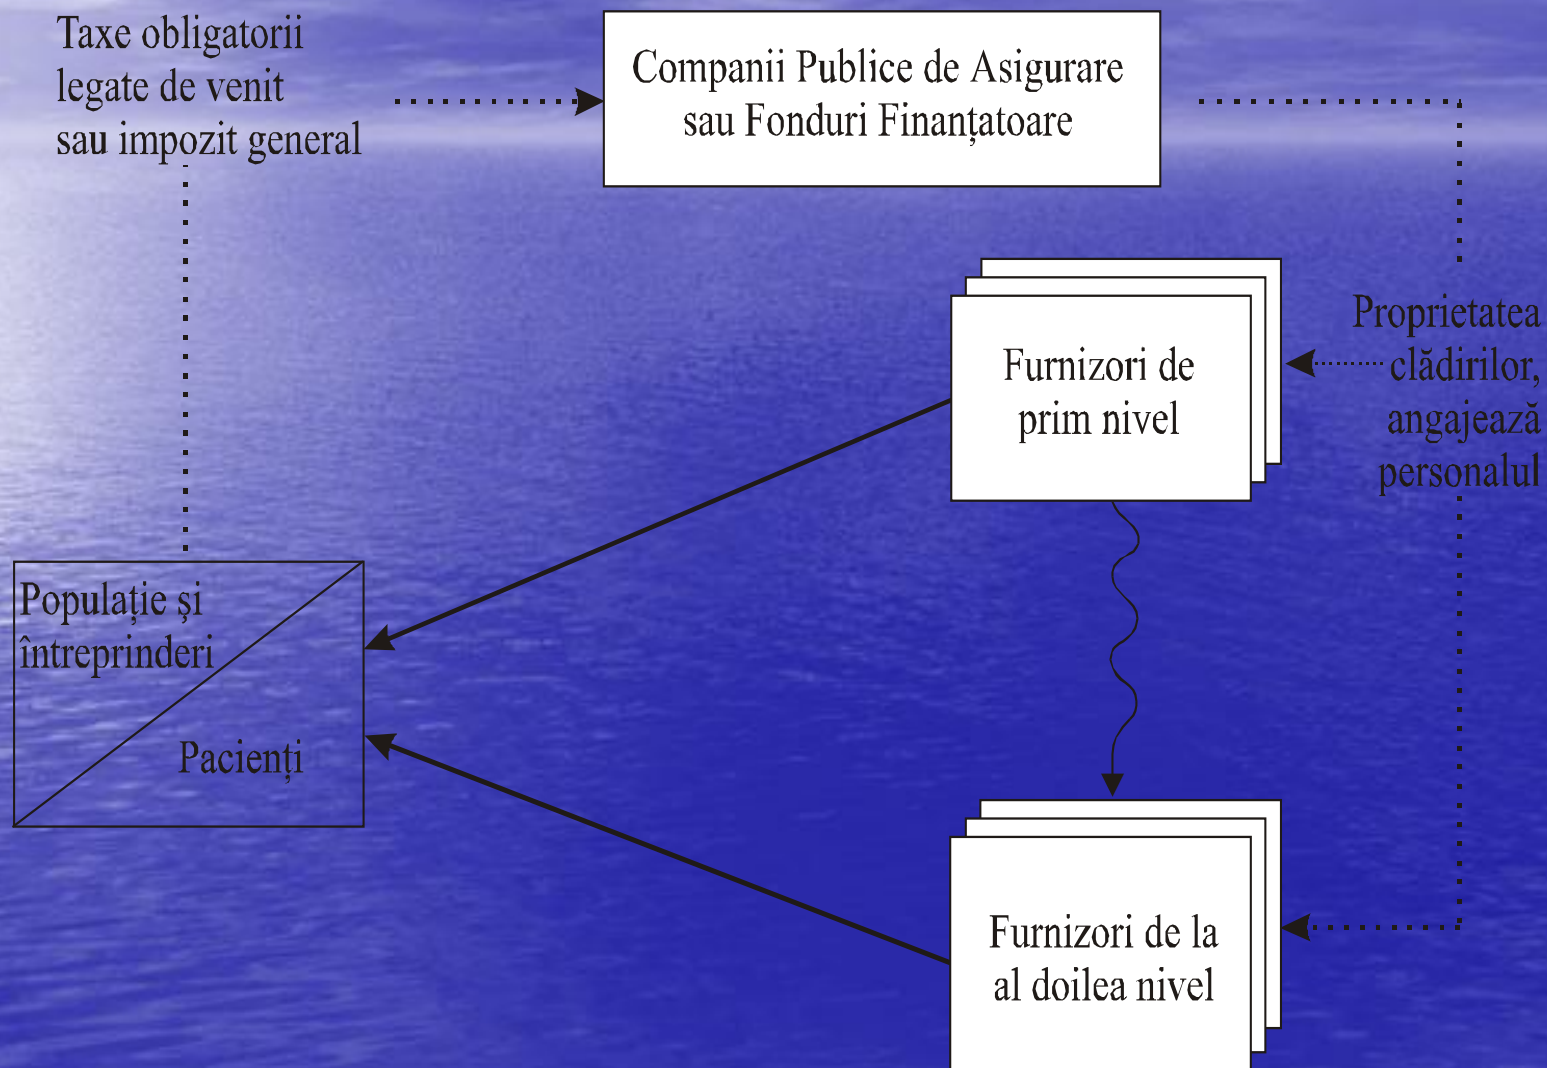 Taxe obligatorii
legate de venit
sau impozit general
Companii Publice de Asigurare
sau Fonduri Finanțatoare
Furnizori de
prim nivel
Proprietatea
clădirilor,
angajează
personalul
Populație şi
întreprinderi
Pacienți
Furnizori de la
al doilea nivel